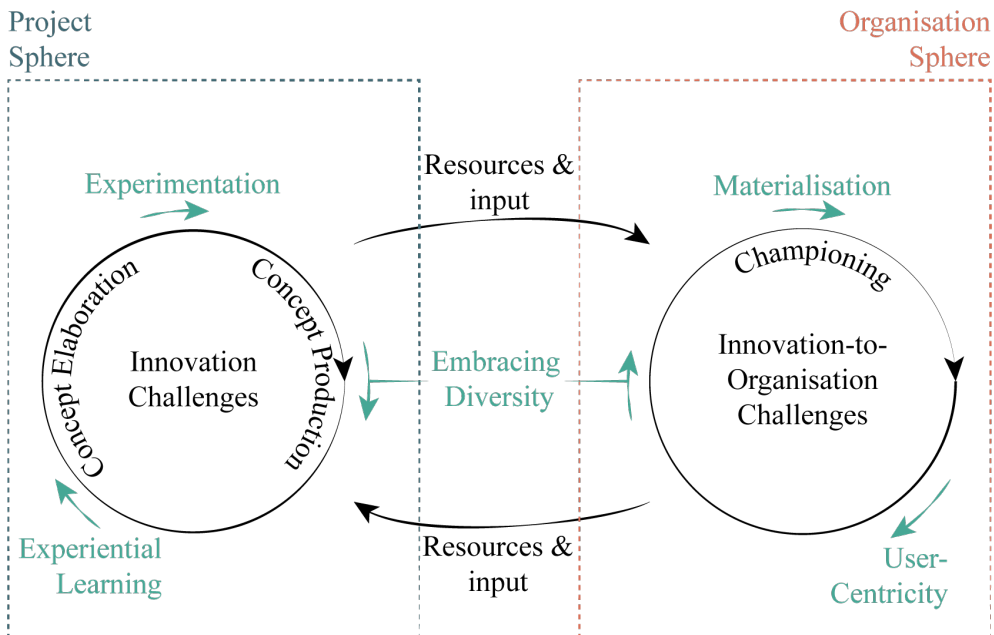 Project
Sphere
Organisation
Sphere
Experimentation
Resources &
input
Materialisation
Concept Elaboration
Concept Production
Innovation
Challenges
Embracing
Diversity
Championing
Innovation-to-
Organisation
Challenges
Experiential
Learning
Resources &
input
User-
Centricity